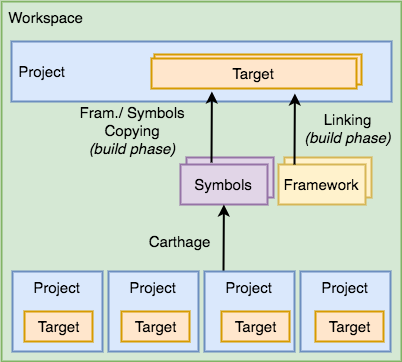 Workspace
Project
Target
Fram./ Symbols
Copying
(build phase)
Linking
(build phase)
Symbols
Framework
Carthage
Project
Project
Project
Project
Target
Target
Target
Target